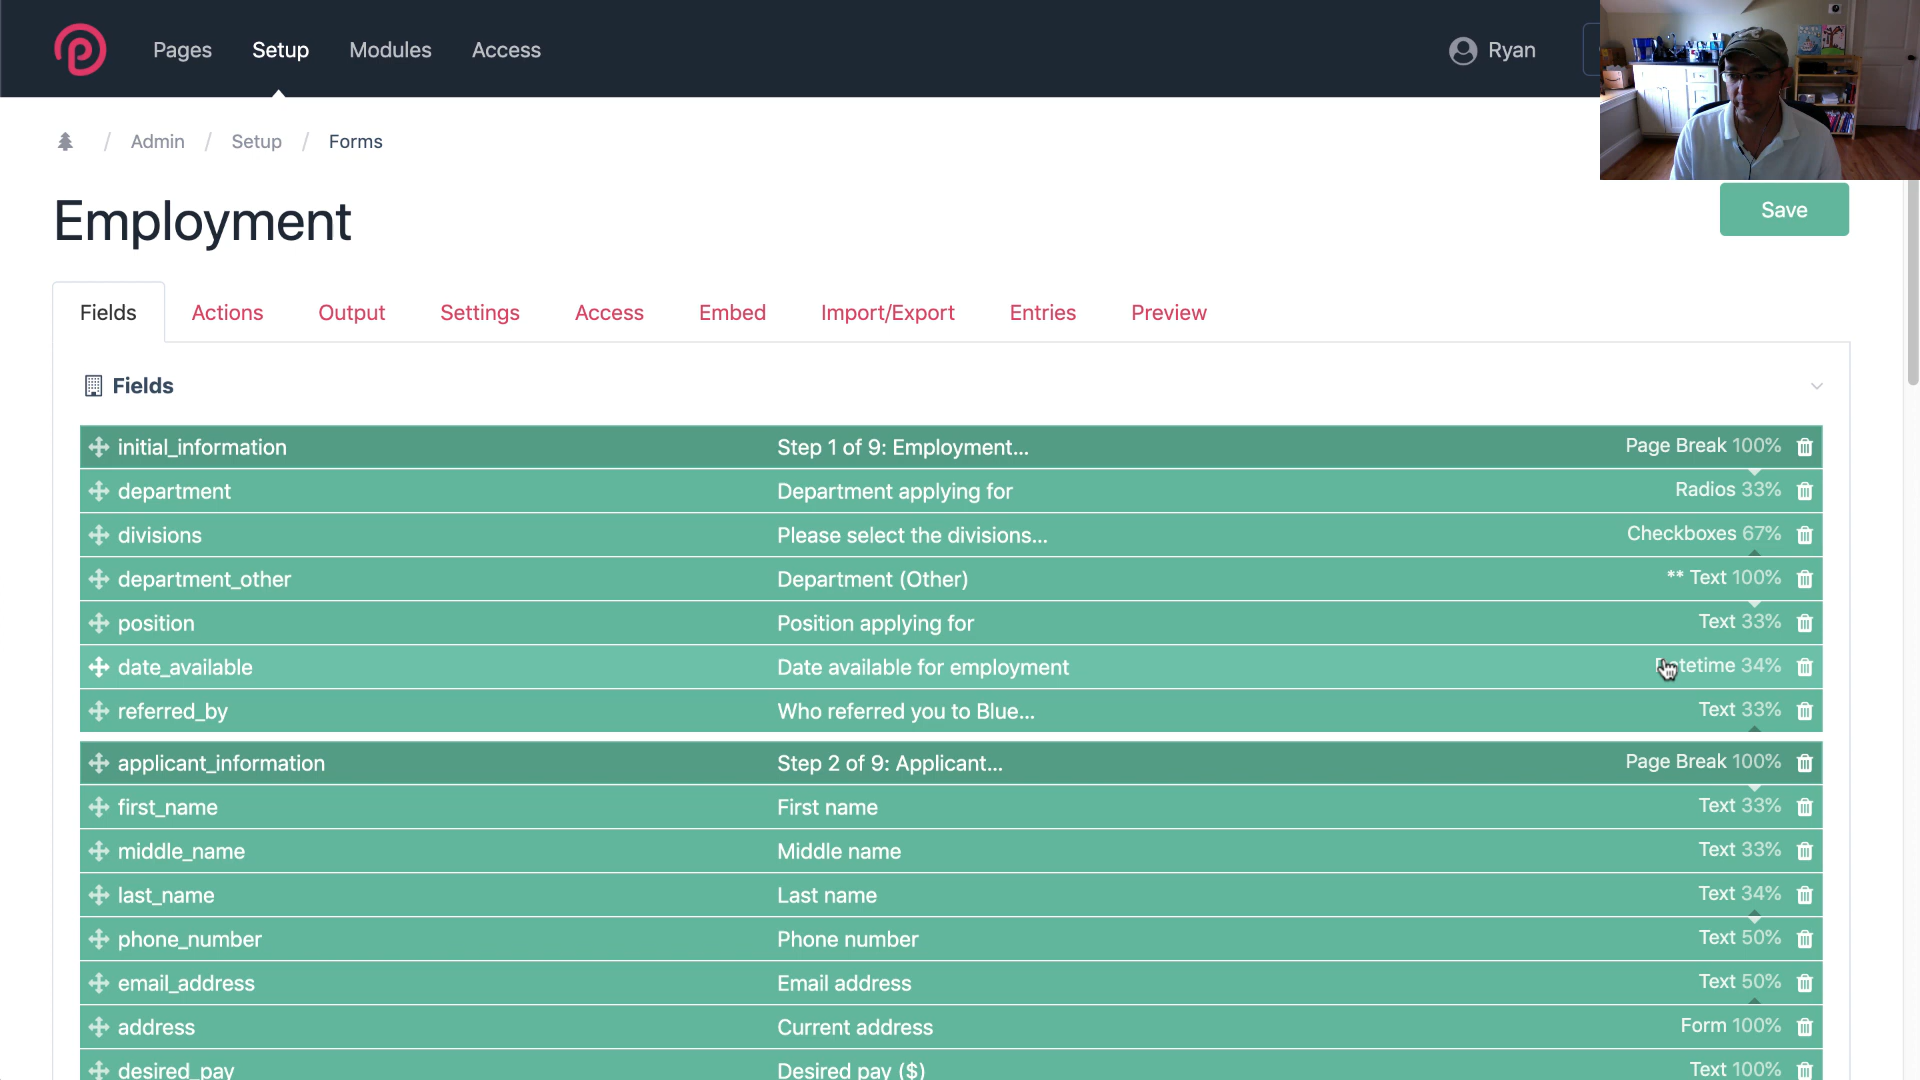 Pages Setup Modules Access Ryan
/ Admin / Setup / Forms
Employment
Save
Fields Actions Output Settings Access Embed Import/Export Entries Preview
Fields
initial_information Step 1 of 9: Employment... Page Break 100%
department Department applying for Radios 33%
divisions Please select the divisions... Checkboxes 67%
department_other Department (Other) ** Text 100%
position Position applying for Text 33%
date_available Date available for employment 34%
referred_by Who referred you to Blue... Text 33%
applicant_information Step 2 of 9: Applicant... Page Break 100%
first_name First name Text 33%
middle_name Middle name Text 33%
last_name Last name Text 34%
phone_number Phone number Text 50%
email_address Email address Text 50%
address Current address Form 100%
desired_pay Desired pay ($) Text 100%